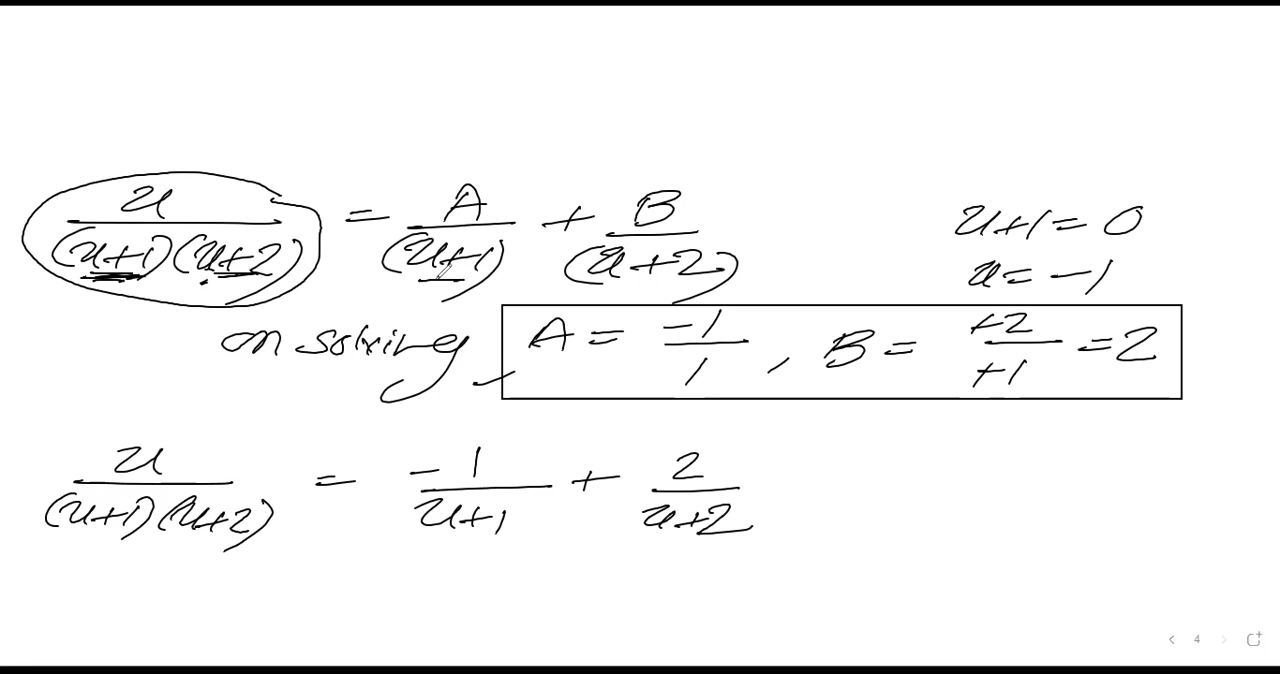 x/((x+1)(x+2)) = A/(x+1) + B/(x+2)
x+1=0
x=-1
on solving, A = -1/1, B = +2/+1 = 2
x/((x+1)(x+2)) = -1/(x+1) + 2/(x+2)
4